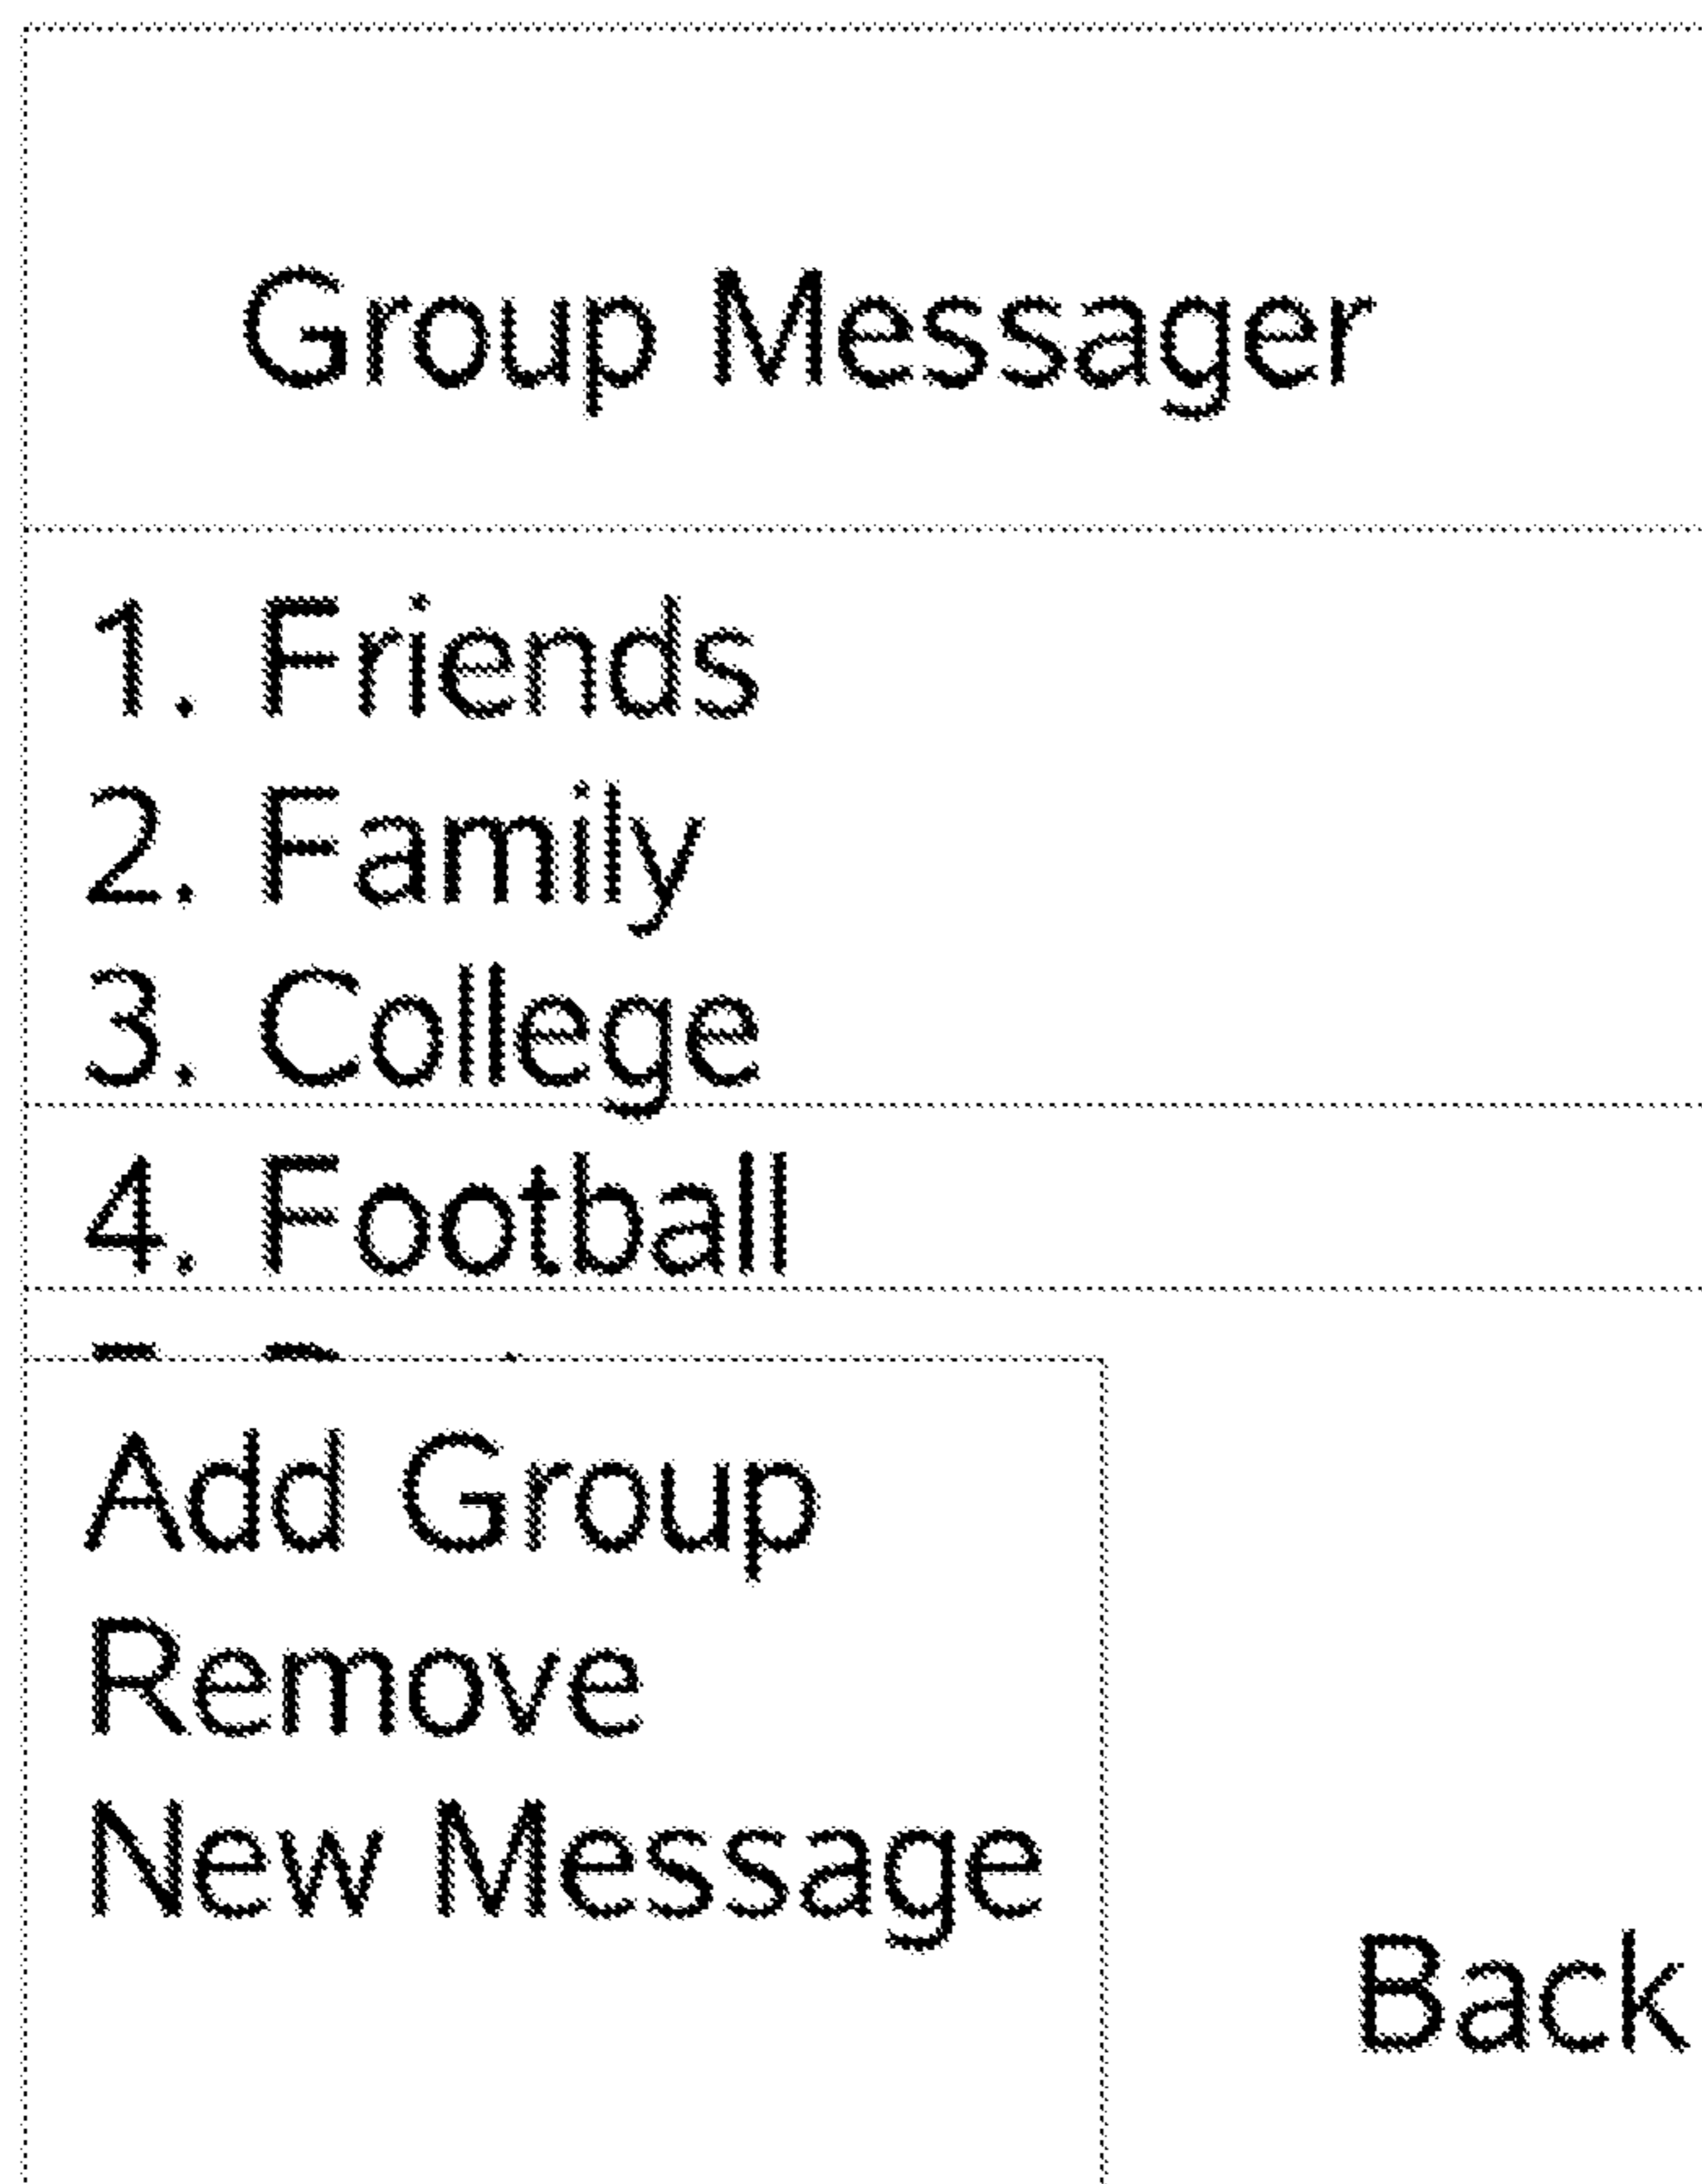 Group Messager
1. Friends
2. Family
3. College
4. Football
Add Group
Remove
New Message
Back